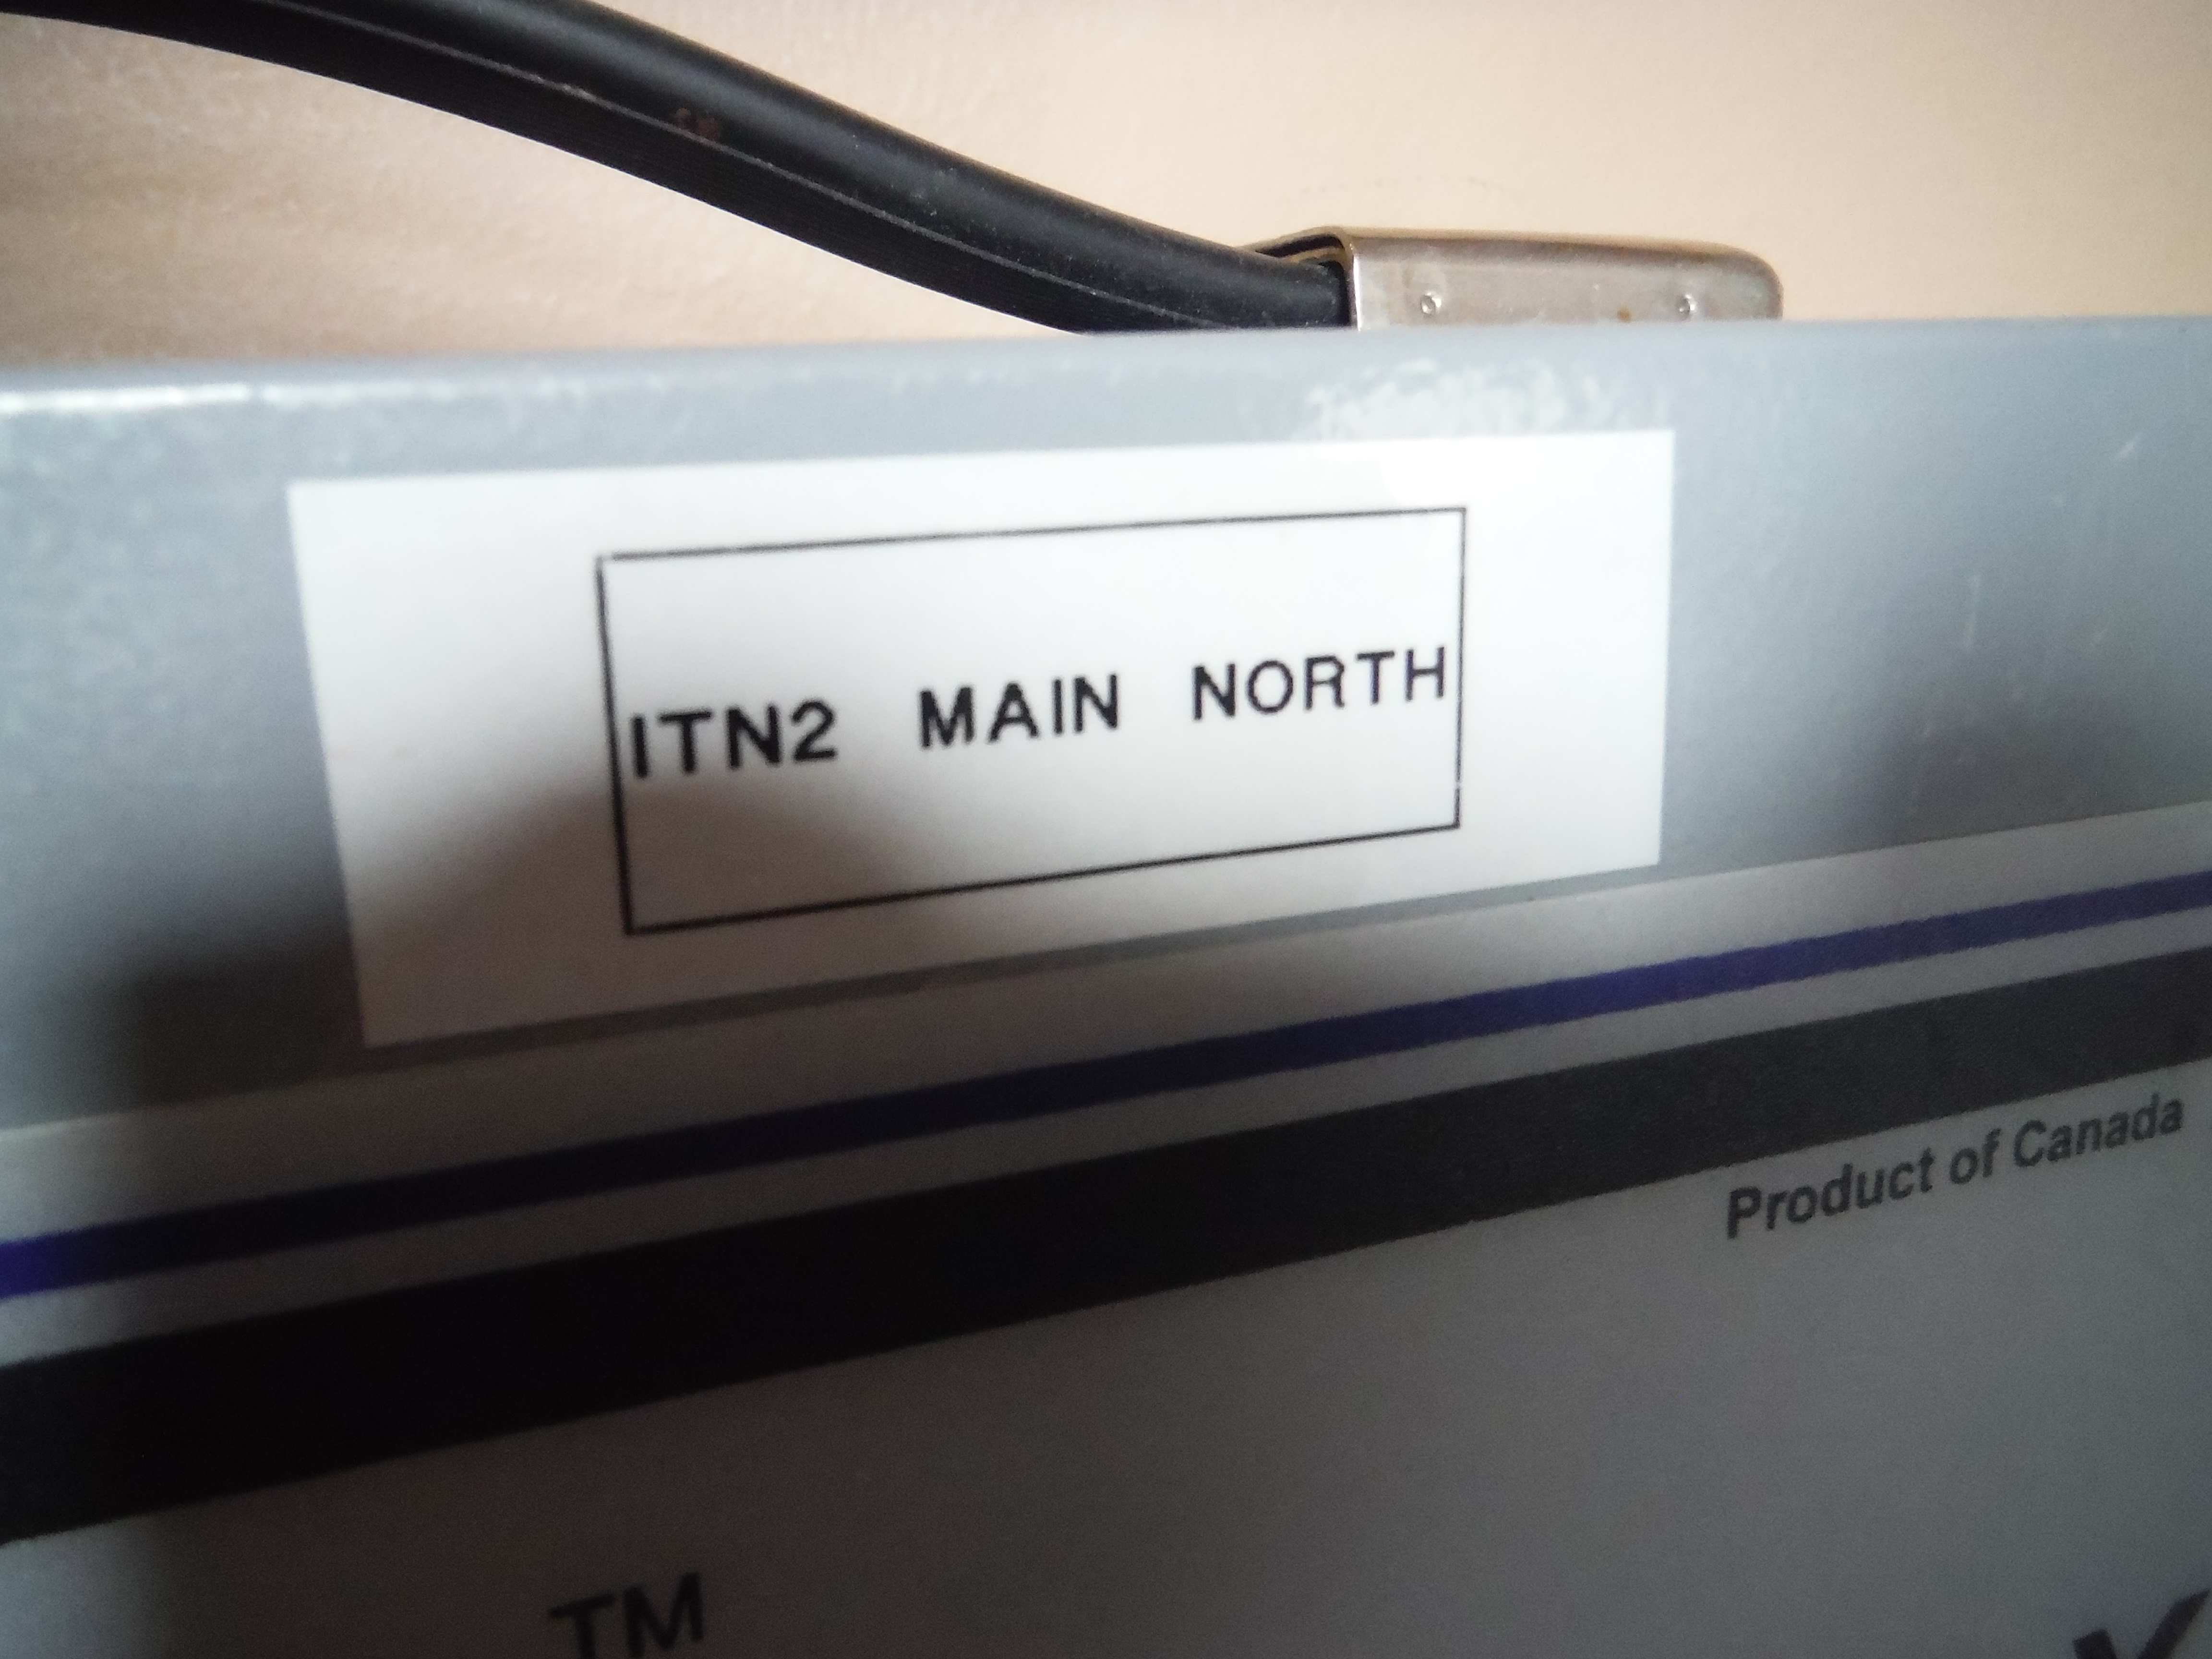 ITN2 MAIN NORTH
Product of Canada
TM